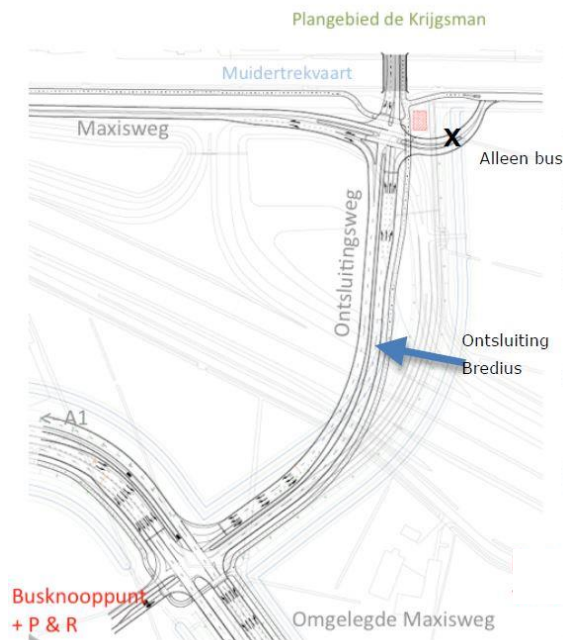 Plangebied de Krijgsman
Muidertrekvaart
Maxisweg
X
Alleen bus
Ontsluitingsweg
Ontsluiting
Bredius
←A1
Busknooppunt
+ P & R
Omgelegde Maxisweg